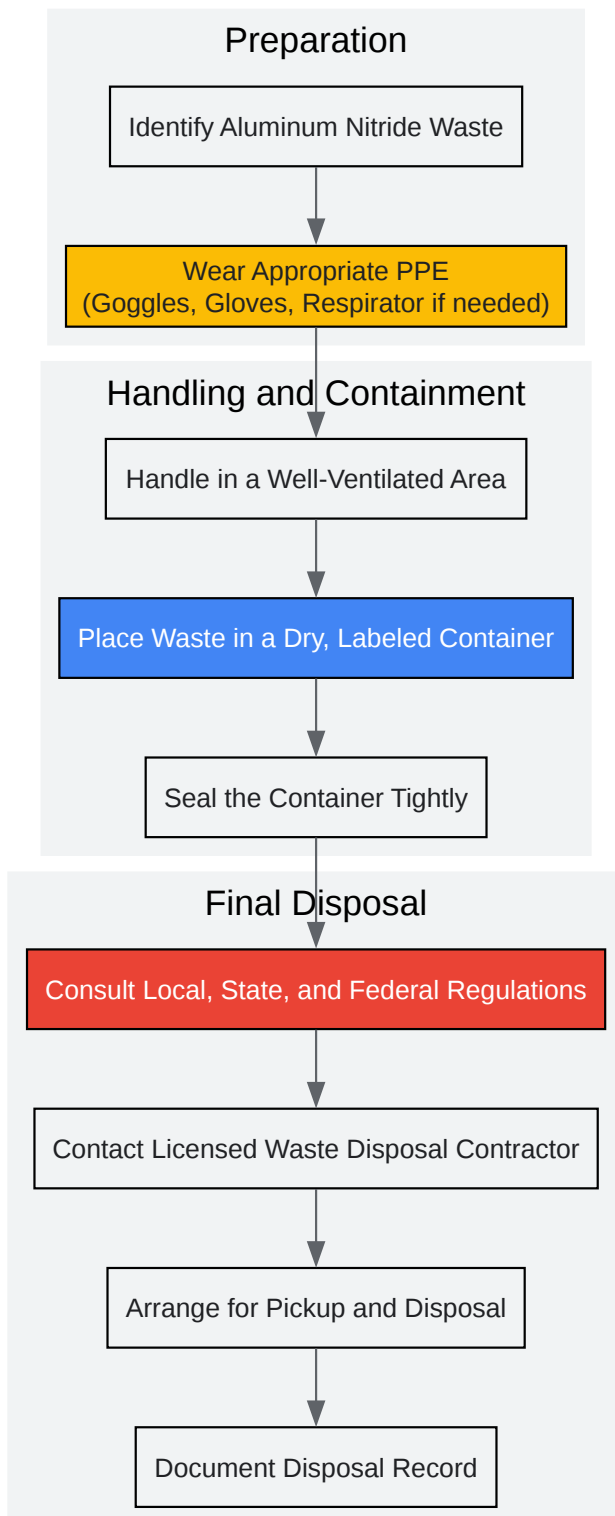 Preparation
Identify Aluminum Nitride Waste
Wear Appropriate PPE
(Goggles, Gloves, Respirator if needed)
Handling and Containment
Handle in a Well-Ventilated Area
Place Waste in a Dry, Labeled Container
Seal the Container Tightly
Final Disposal
Consult Local, State, and Federal Regulations
Contact Licensed Waste Disposal Contractor
Arrange for Pickup and Disposal
Document Disposal Record